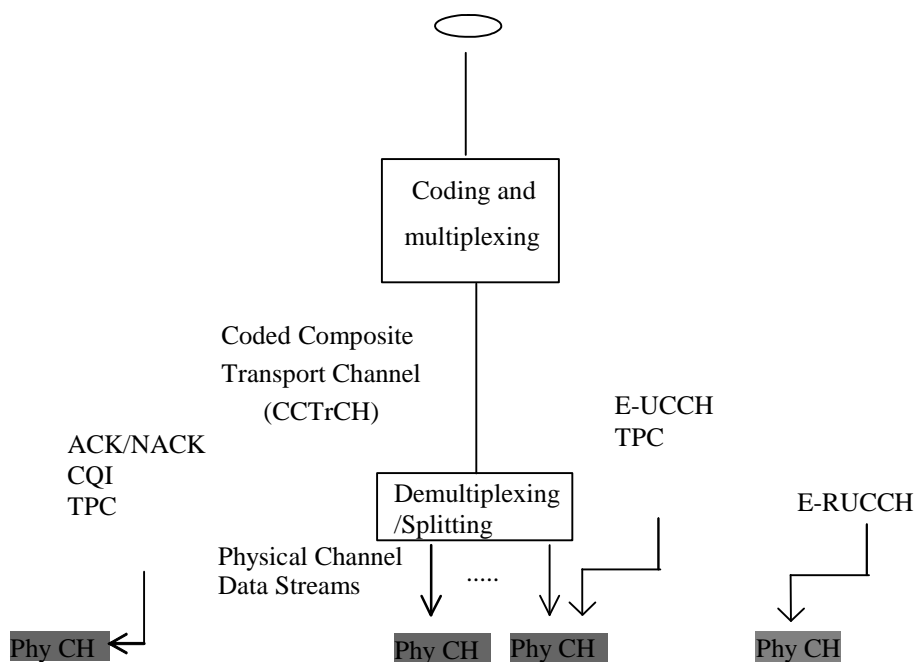 Coding and
multiplexing
Coded Composite
Transport Channel
(CCTrCH)
E-UCCH
TPC
ACK/NACK
CQI
TPC
Demultiplexing
/Splitting
E-RUCCH
Physical Channel
Data Streams
.....
Phy CH
Phy CH
Phy CH
Phy CH